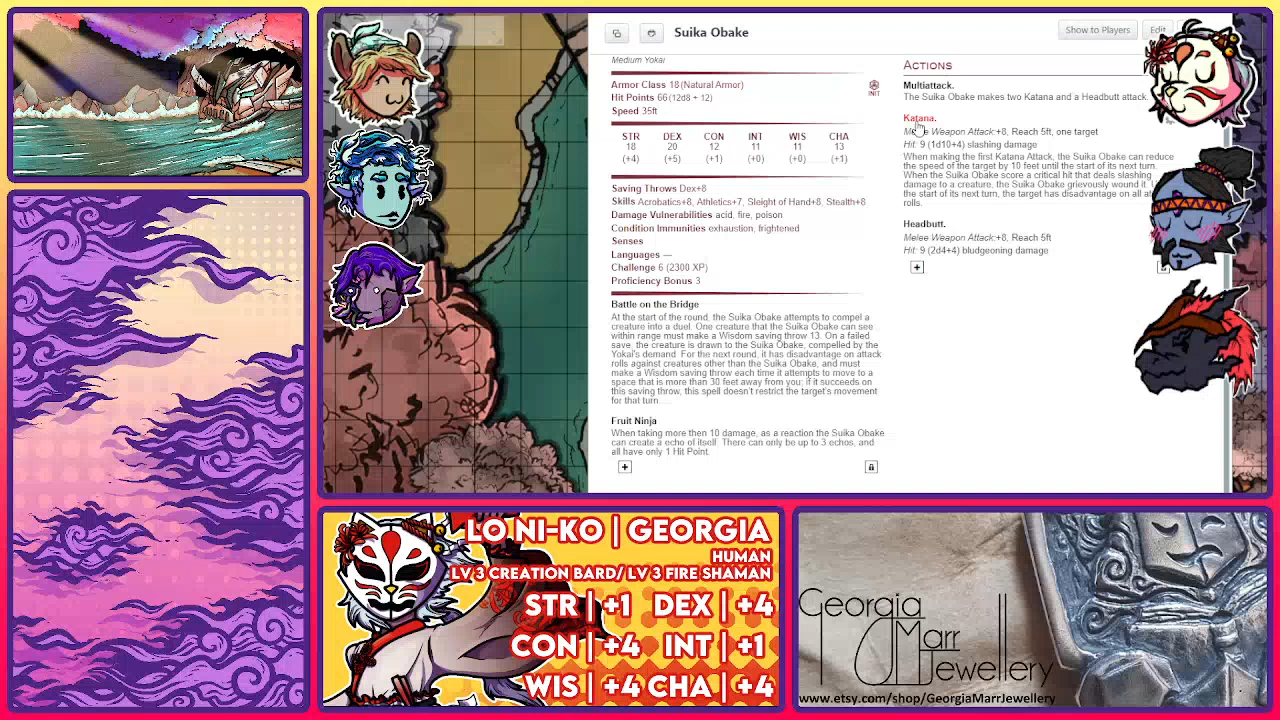 Suika Obake
Show to Players
Edit
Medium Yokai
Armor Class 18 (Natural Armor)
Hit Points 66 (12d8 + 12)
Speed 35ft
INIT
STR DEX CON INT WIS CHA
18 20 12 11 11 13
(+4) (+5) (+1) (+0) (+0) (+1)
Saving Throws Dex+8
Skills Acrobatics+8, Athletics+7, Sleight of Hand+8, Stealth+8
Damage Vulnerabilities acid, fire, poison
Condition Immunities exhaustion, frightened
Senses
Languages —
Challenge 6 (2300 XP)
Proficiency Bonus 3
Battle on the Bridge
At the start of the round, the Suika Obake attempts to compel a
creature into a duel. One creature that the Suika Obake can see
within range must make a Wisdom saving throw 13. On a failed
save, the creature is drawn to the Suika Obake, compelled by the
Yokai's demand. For the next round, it has disadvantage on attack
rolls against creatures other than the Suika Obake, and must
make a Wisdom saving throw each time it attempts to move to a
space that is more than 30 feet away from you; if it succeeds on
this saving throw, this spell doesn't restrict the target's movement
for that turn.
Fruit Ninja
When taking more then 10 damage, as a reaction the Suika Obake
can create a echo of itself. There can only be up to 3 echos, and
all have only 1 Hit Point.
Actions
Multiattack.
The Suika Obake makes two Katana and a Headbutt attack.
Katana.
Weapon Attack:+8, Reach 5ft, one target
Hit: 9 (1d10+4) slashing damage
When making the first Katana Attack, the Suika Obake can reduce
the speed of the target by 10 feet until the start of its next turn.
When the Suika Obake score a critical hit that deals slashing
damage to a creature, the Suika Obake grievously wound it.
the start of its next turn, the target has disadvantage on all
rolls.
Headbutt.
Melee Weapon Attack:+8, Reach 5ft
Hit: 9 (2d4+4) bludgeoning damage
LO NI-KO | GEORGIA
HUMAN
LV 3 CREATION BARD/ LV 3 FIRE SHAMAN
STR | +1 DEX | +4
CON | +4 INT | +1
WIS | +4 CHA | +4
Georgia
Marr
Jewellery
www.etsy.com/shop/GeorgiaMarrJewellery